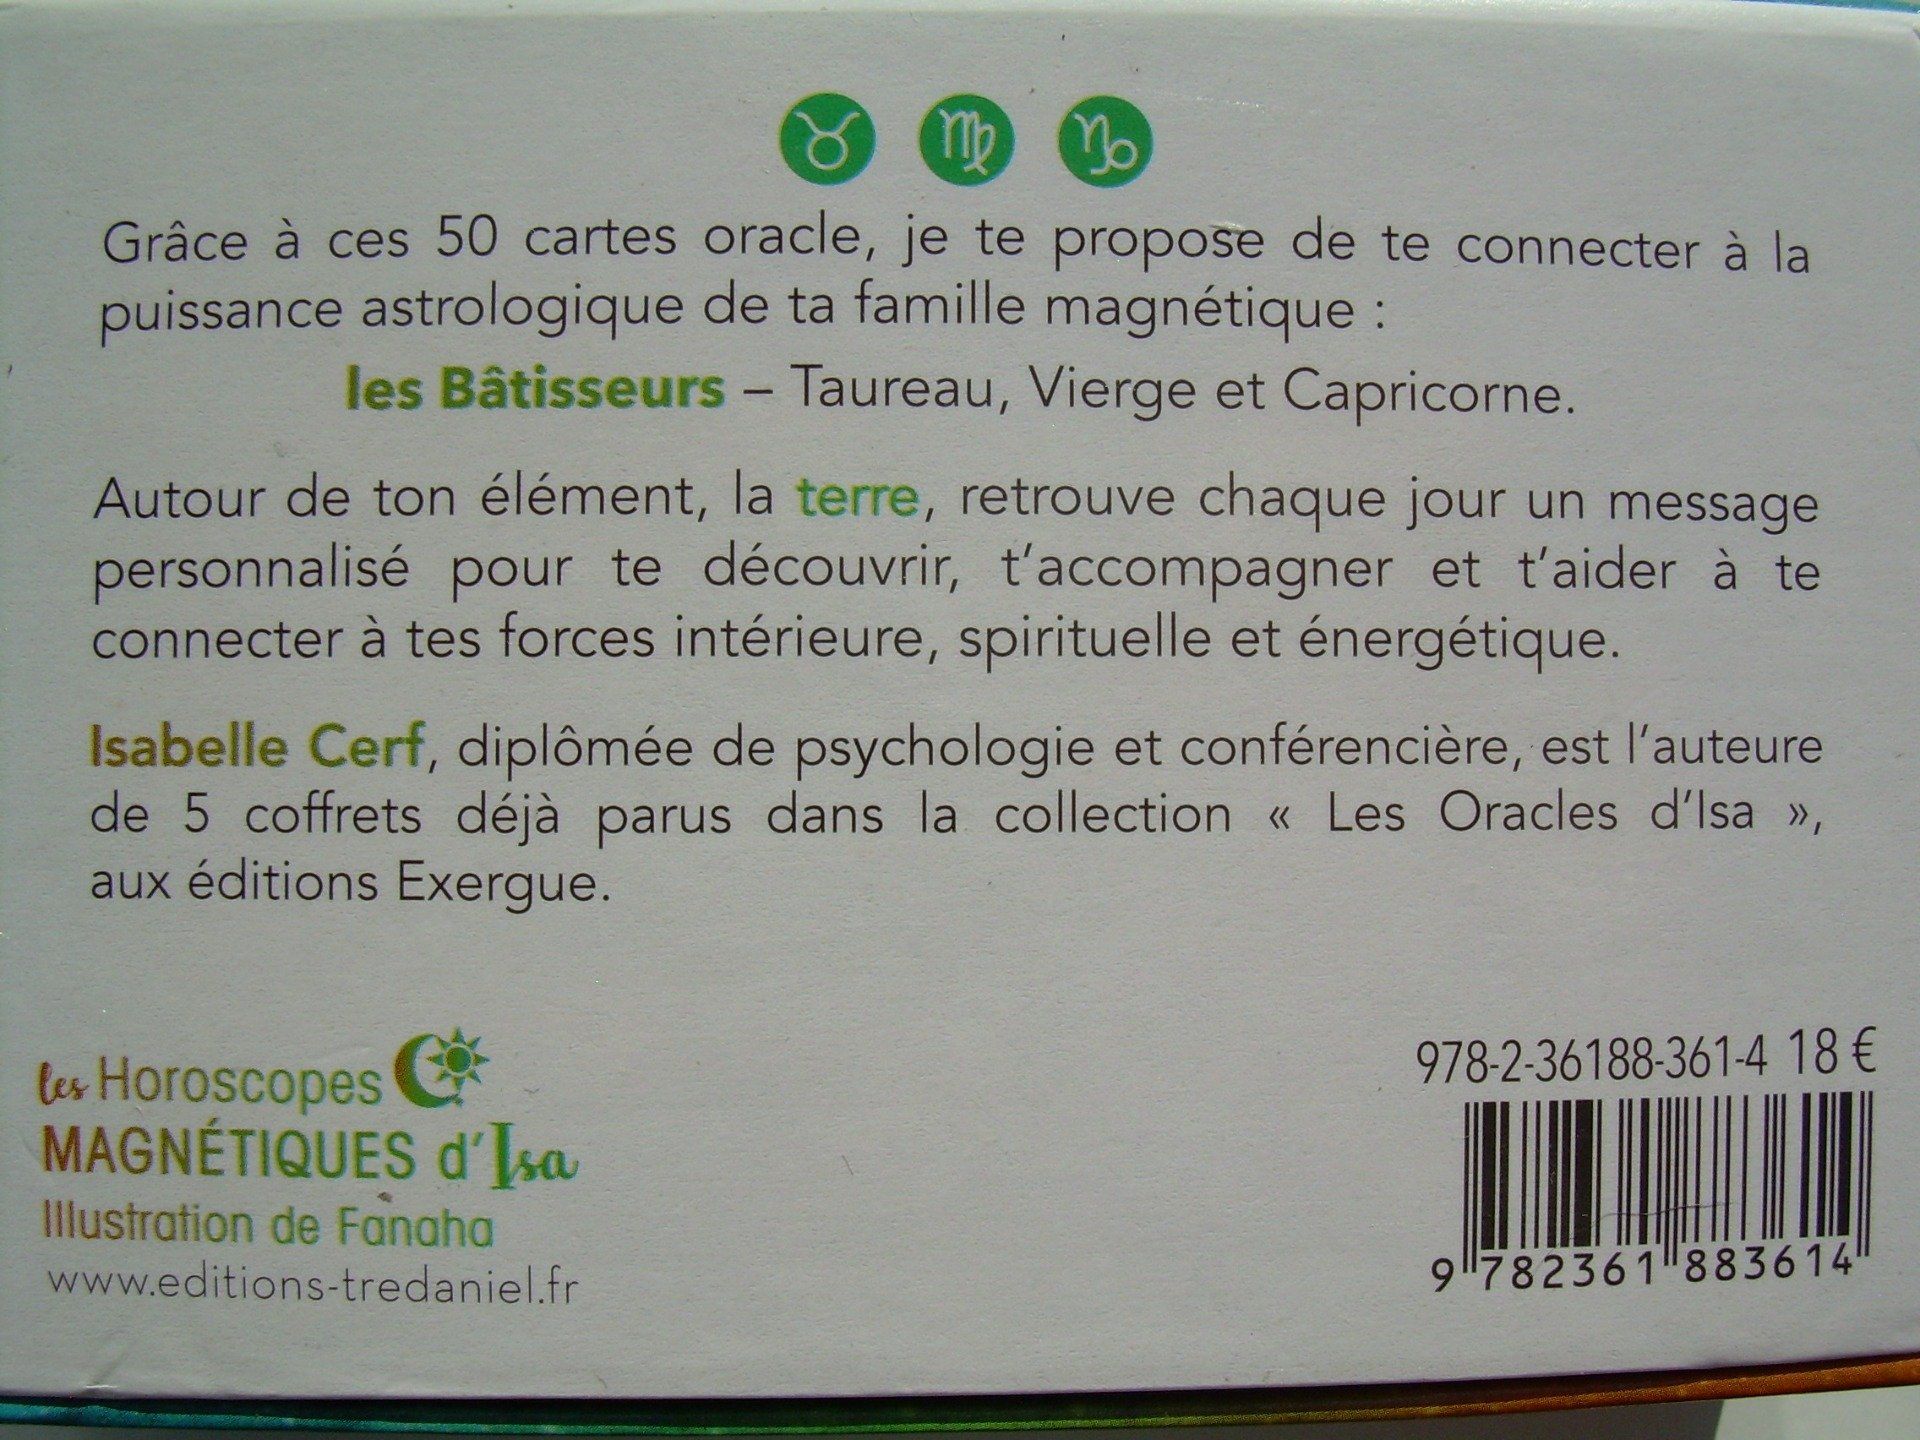 Grâce à ces 50 cartes oracle, je te propose de te connecter à la
puissance astrologique de ta famille magnétique :
les Bâtisseurs – Taureau, Vierge et Capricorne.
Autour de ton élément, la terre, retrouve chaque jour un message
personnalisé pour te découvrir, t'accompagner et t'aider à te
connecter à tes forces intérieure, spirituelle et énergétique.
Isabelle Cerf, diplômée de psychologie et conférencière, est l'auteure
de 5 coffrets déjà parus dans la collection « Les Oracles d'Isa »,
aux éditions Exergue.
les Horoscopes
MAGNÉTIQUES d'Isa
Illustration de Fanaha
www.editions-tredaniel.fr
978-2-36188-361-4 18 €
9 782361 883614